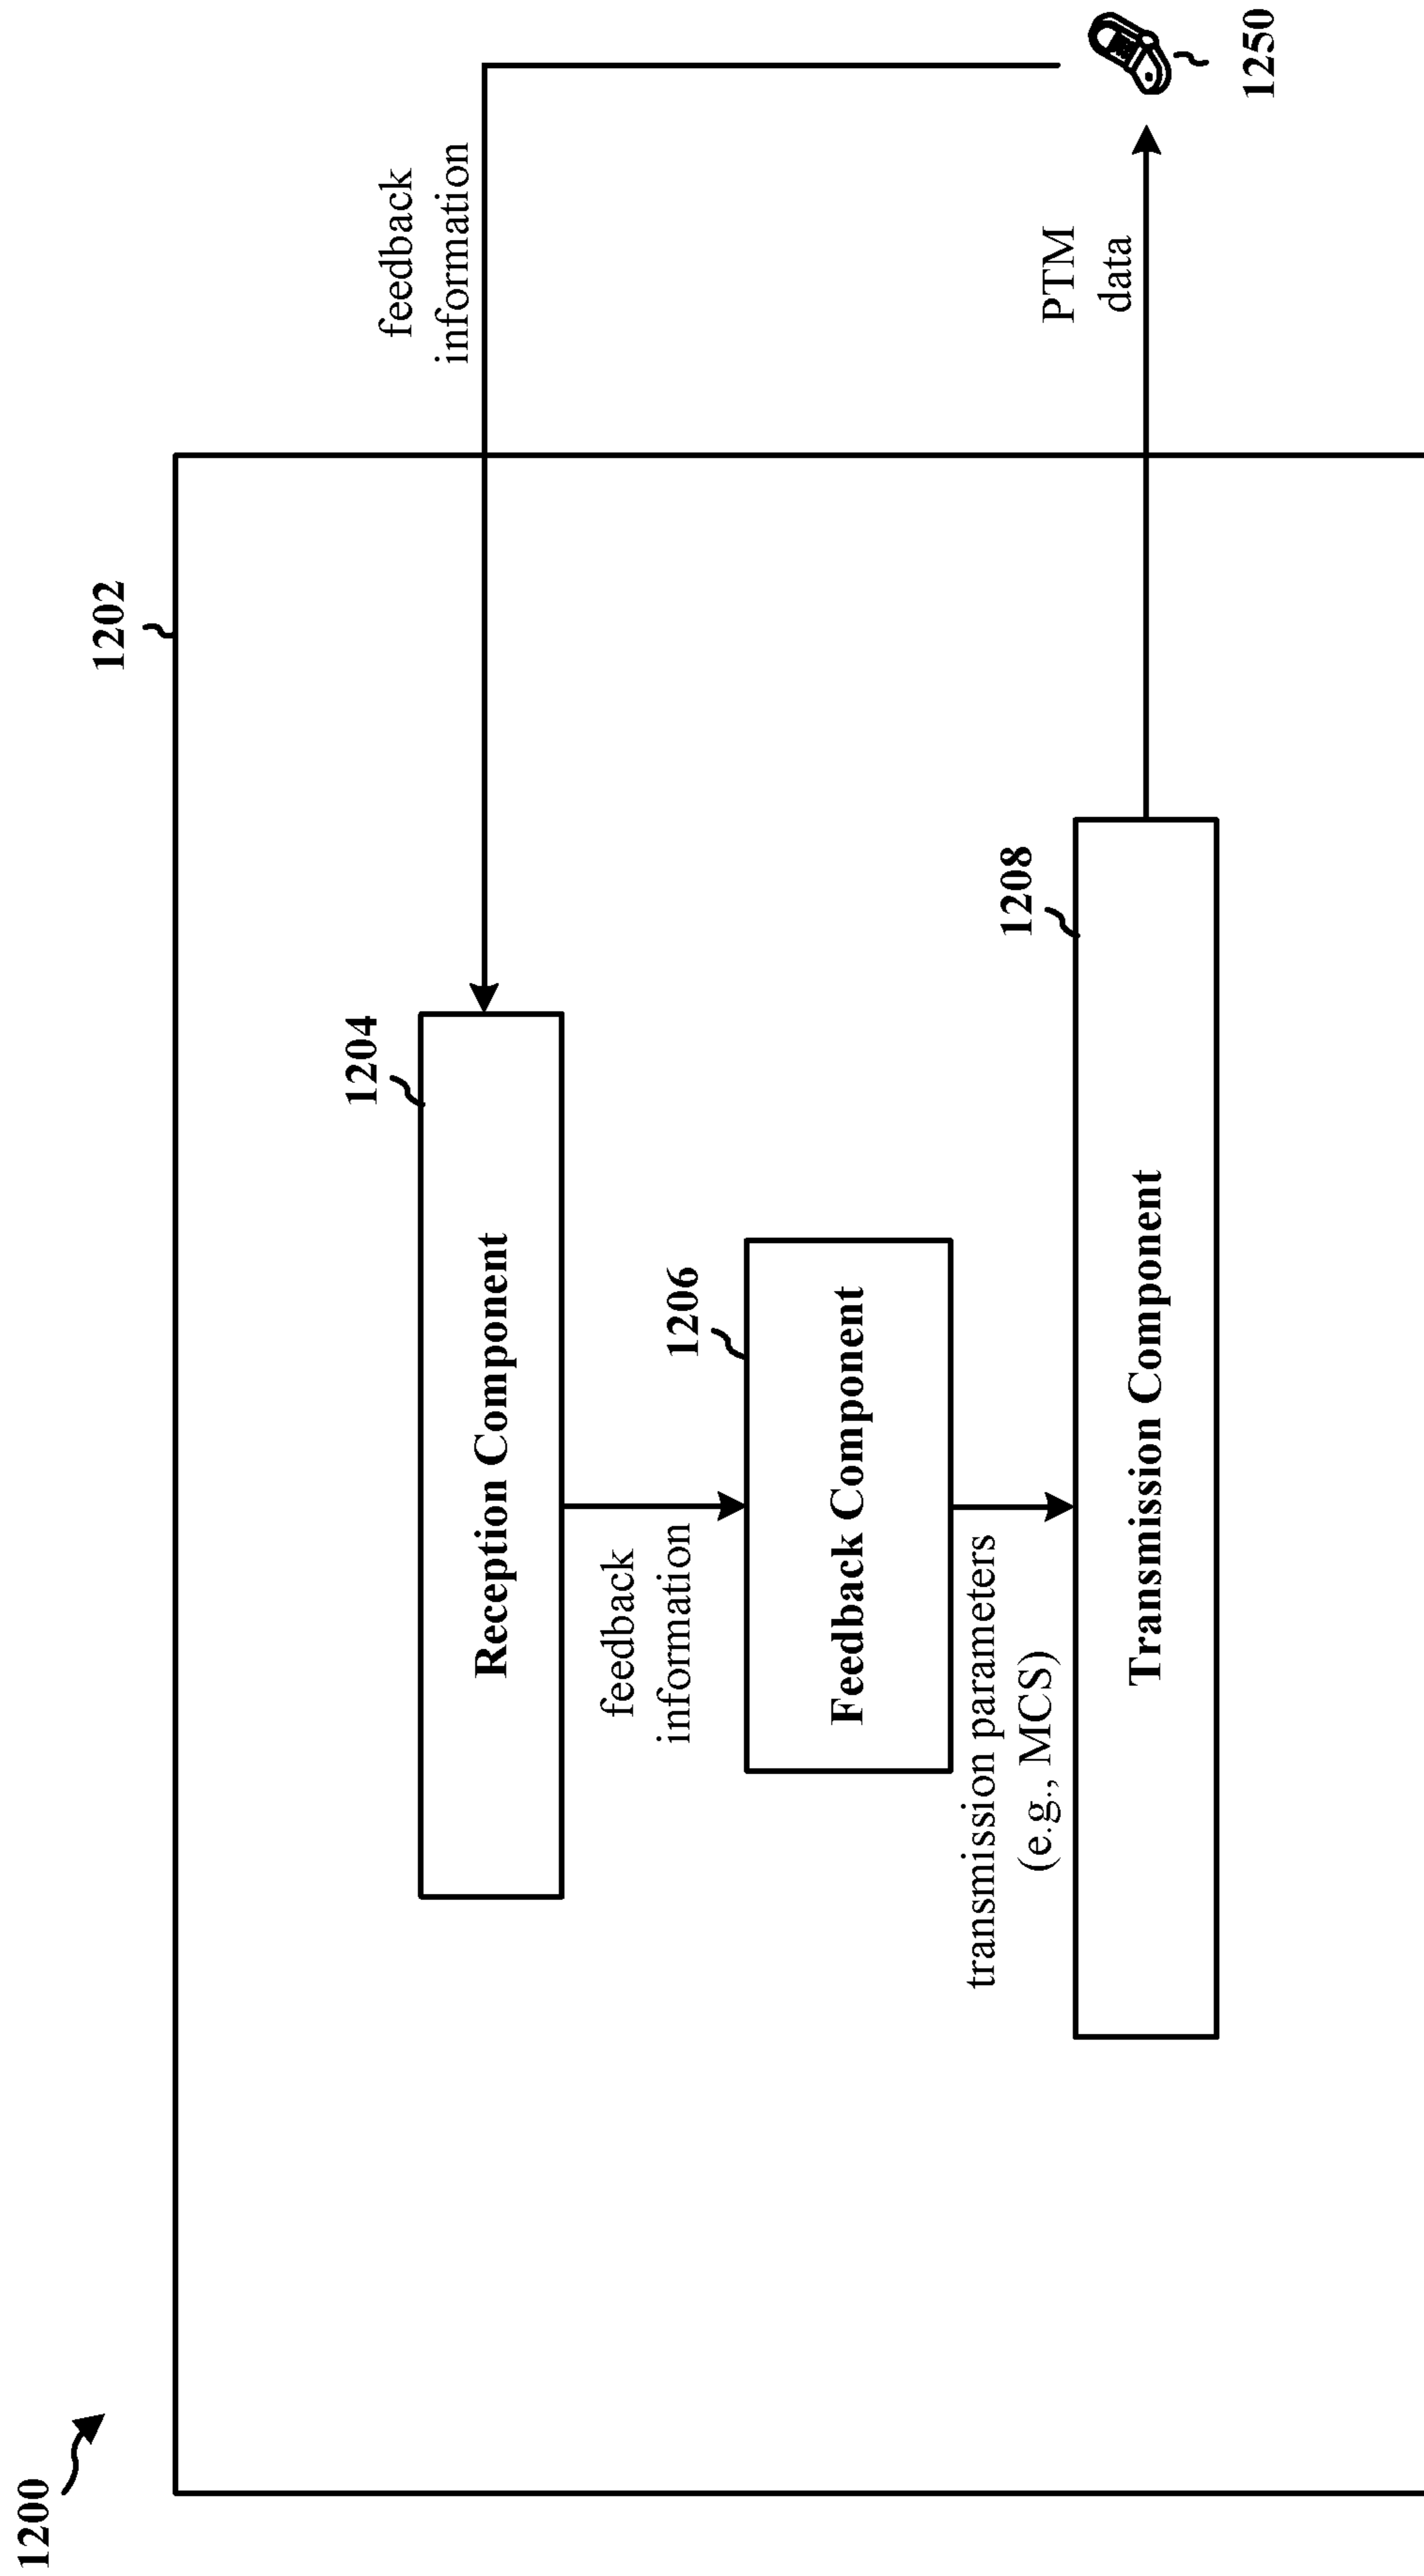 1200
1202
1204
Reception Component
feedback
information
feedback
information
1206
Feedback Component
transmission parameters
(e.g., MCS)
1208
Transmission Component
PTM
data
1250